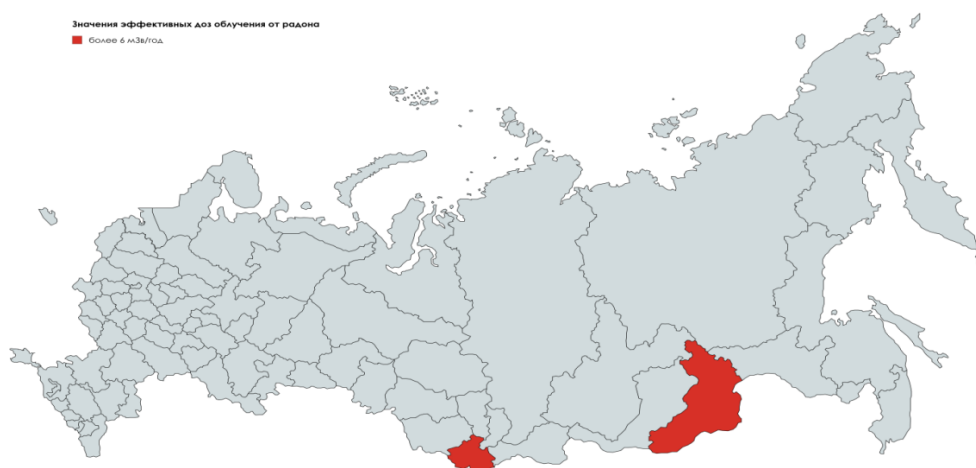 Значения эффективных доз облучения от радона
более 6 мЗв/год